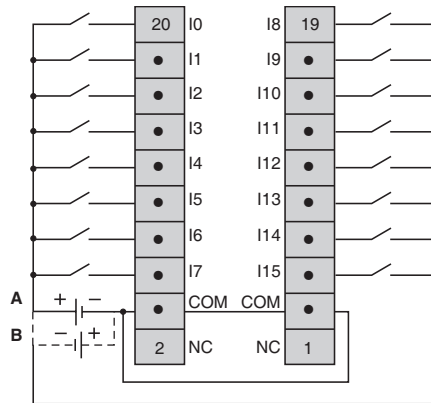 20 I0 I8 19
I1 I9
I2 I10
I3 I11
I4 I12
I5 I13
I6 I14
I7 I15
A + − COM COM
B − + 2 NC NC 1